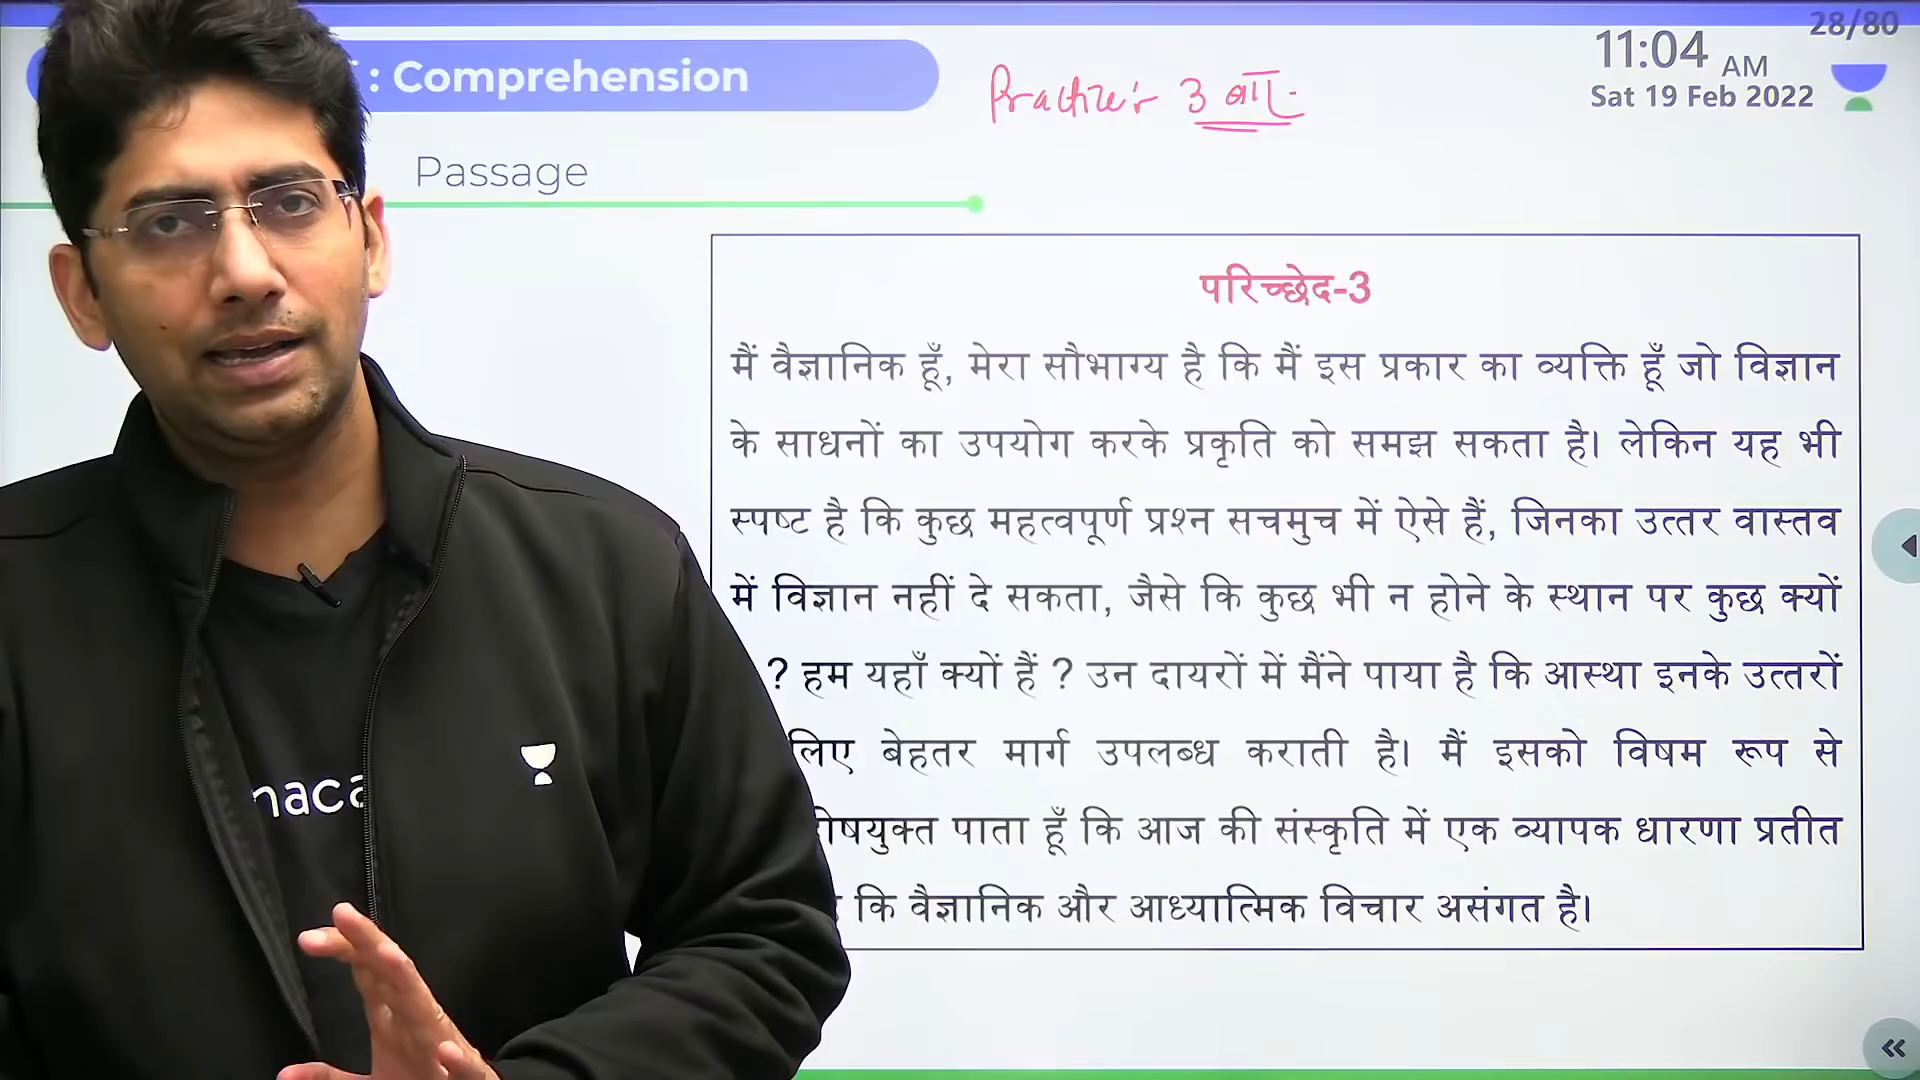 28/80
11:04 AM
Sat 19 Feb 2022
: Comprehension
Practice:- 3 बार
Passage
परिच्छेद-3
मैं वैज्ञानिक हूँ, मेरा सौभाग्य है कि मैं इस प्रकार का व्यक्ति हूँ जो विज्ञान
के साधनों का उपयोग करके प्रकृति को समझ सकता है। लेकिन यह भी
स्पष्ट है कि कुछ महत्वपूर्ण प्रश्न सचमुच में ऐसे हैं, जिनका उत्तर वास्तव
में विज्ञान नहीं दे सकता, जैसे कि कुछ भी न होने के स्थान पर कुछ क्यों
? हम यहाँ क्यों हैं ? उन दायरों में मैंने पाया है कि आस्था इनके उत्तरों
लिए बेहतर मार्ग उपलब्ध कराती है। मैं इसको विषम रूप से
षयुक्त पाता हूँ कि आज की संस्कृति में एक व्यापक धारणा प्रतीत
कि वैज्ञानिक और आध्यात्मिक विचार असंगत है।
naca